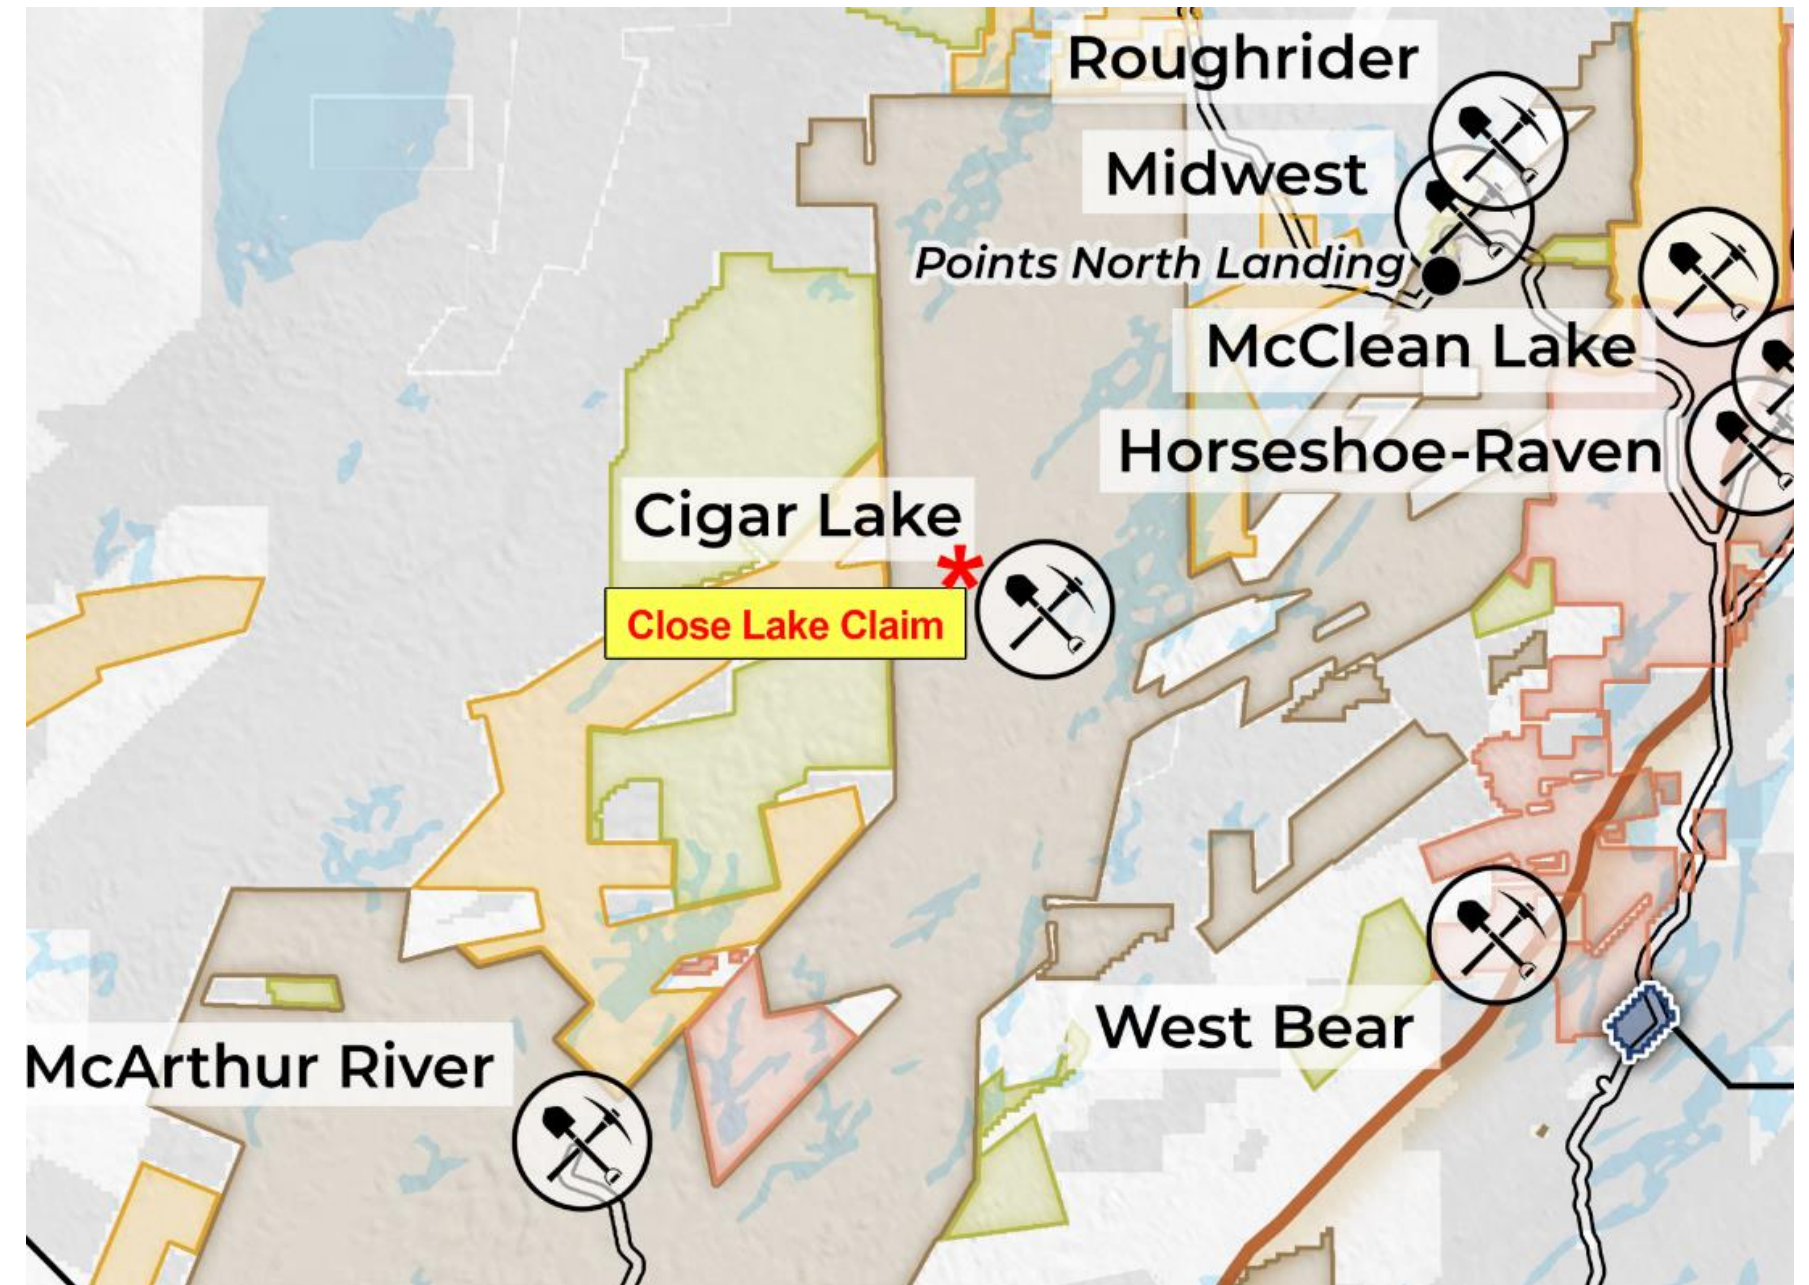 Roughrider
Midwest
Points North Landing
McClean Lake
Horseshoe-Raven
Cigar Lake
*
Close Lake Claim
West Bear
McArthur River